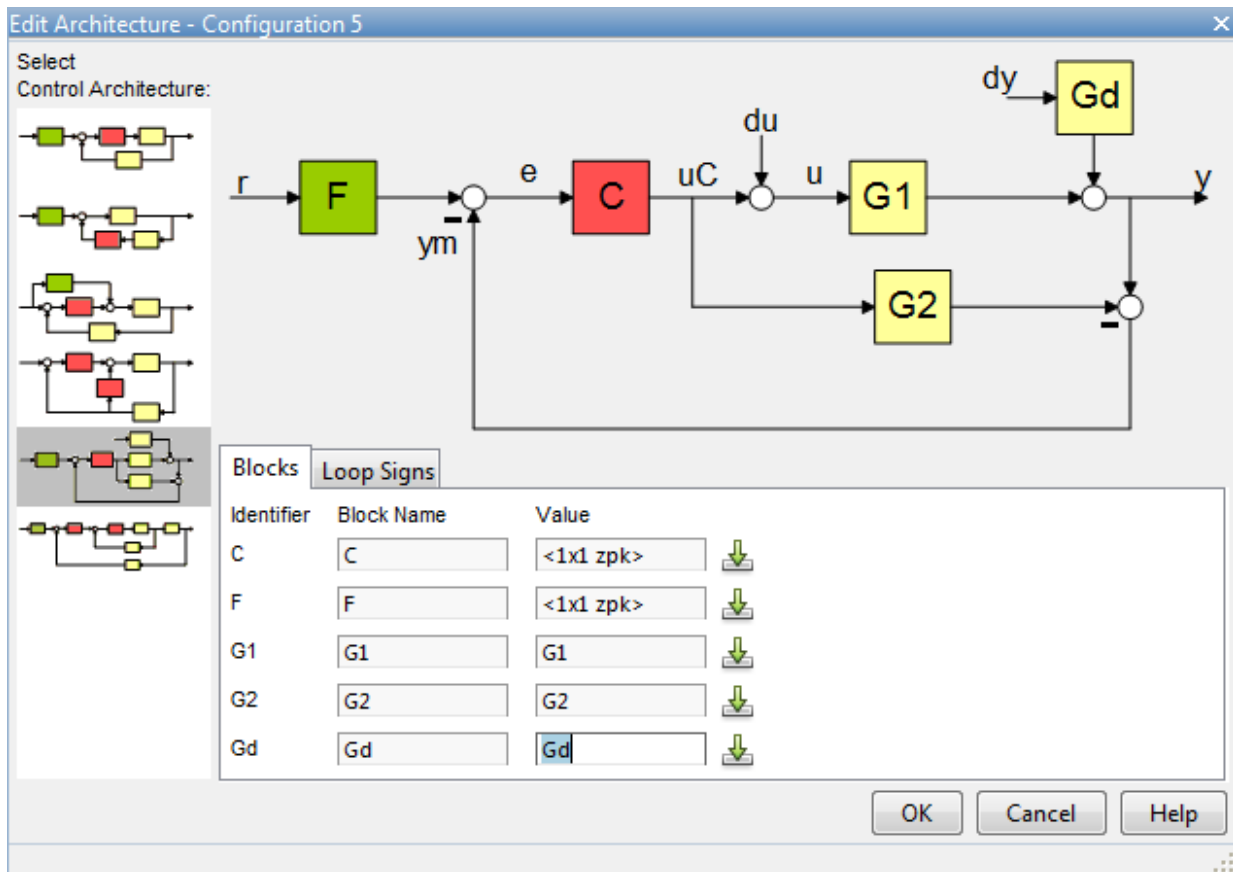 Edit Architecture - Configuration 5
Select
Control Architecture:
dy
Gd
du
r
F
e
C
uC
u
G1
y
ym
G2
Blocks
Loop Signs
Identifier Block Name Value
C C <1x1 zpk>
F F <1x1 zpk>
G1 G1 G1
G2 G2 G2
Gd Gd Gd
OK Cancel Help